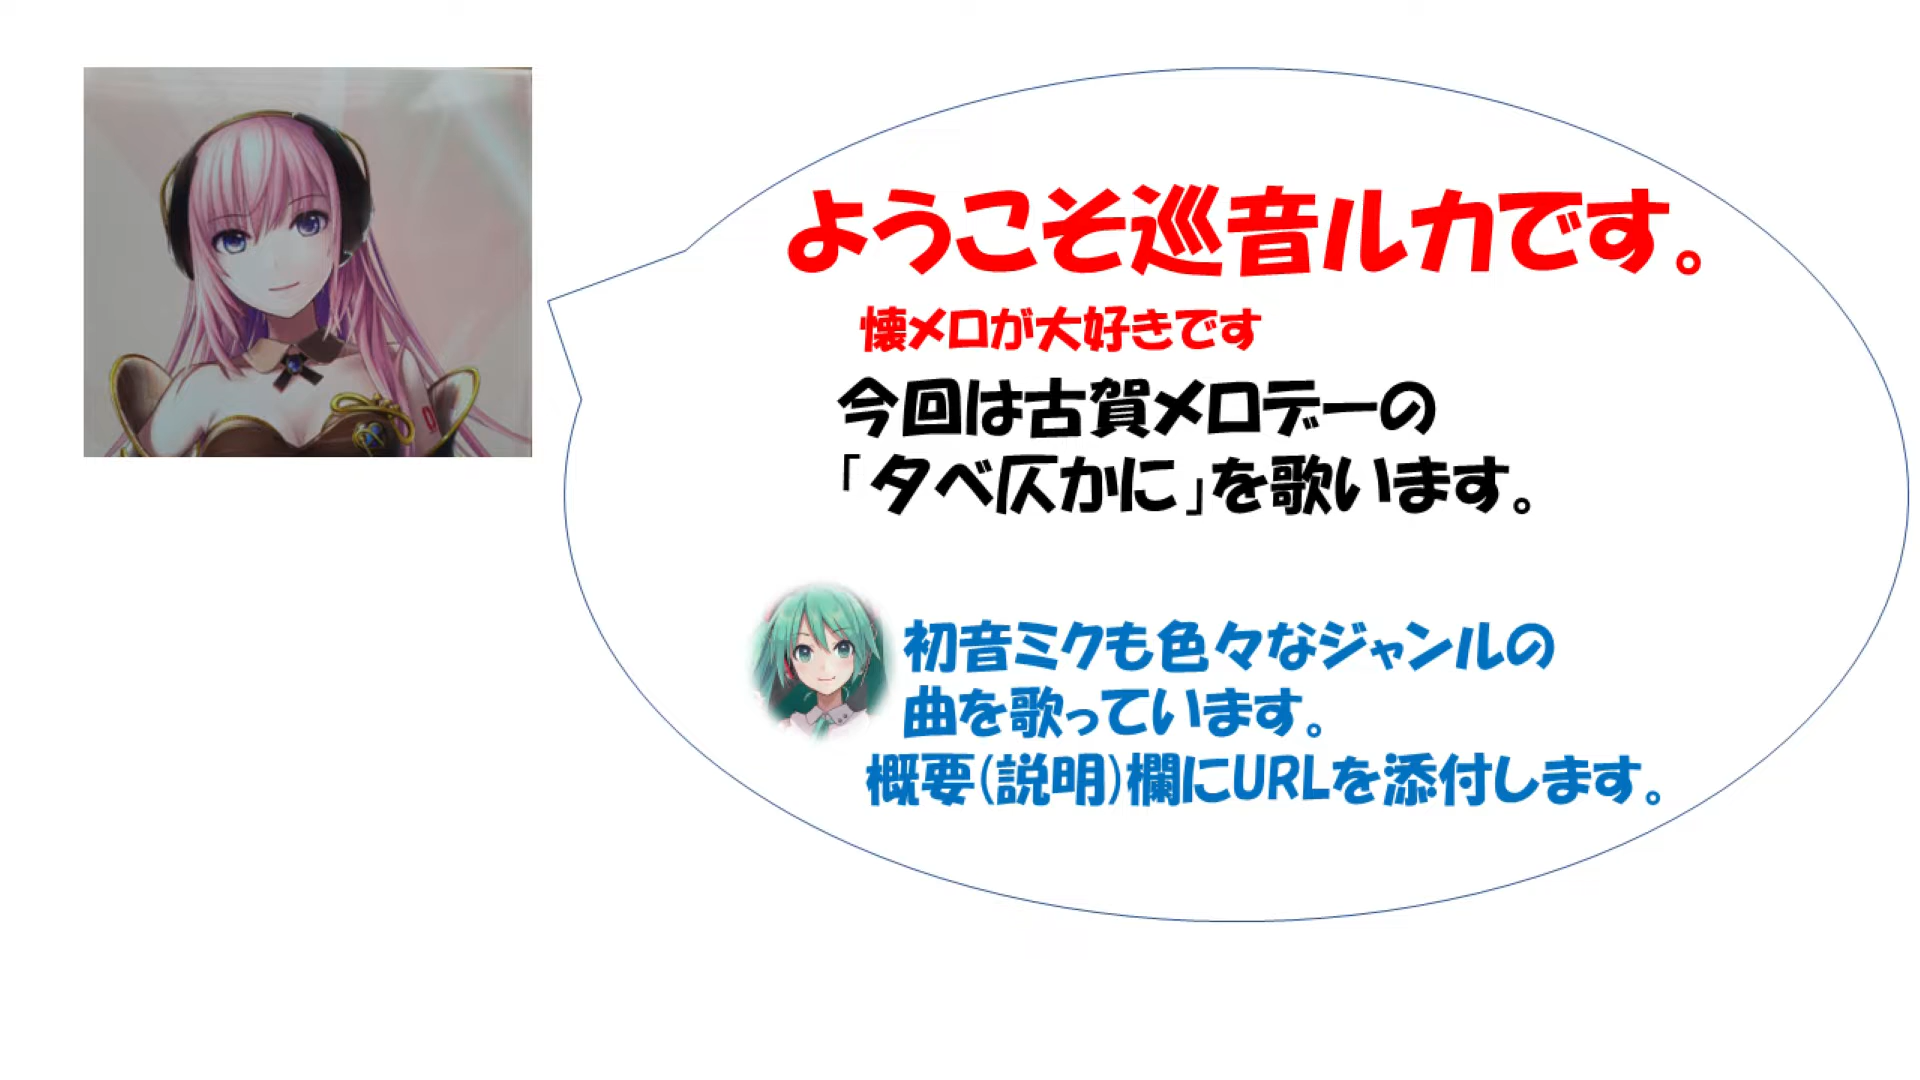 ようこそ巡音ルカです。
懐メロが大好きです
今回は古賀メロデーの
「夕べ仄かに」を歌います。
初音ミクも色々なジャンルの
曲を歌っています。
概要(説明)欄にURLを添付します。